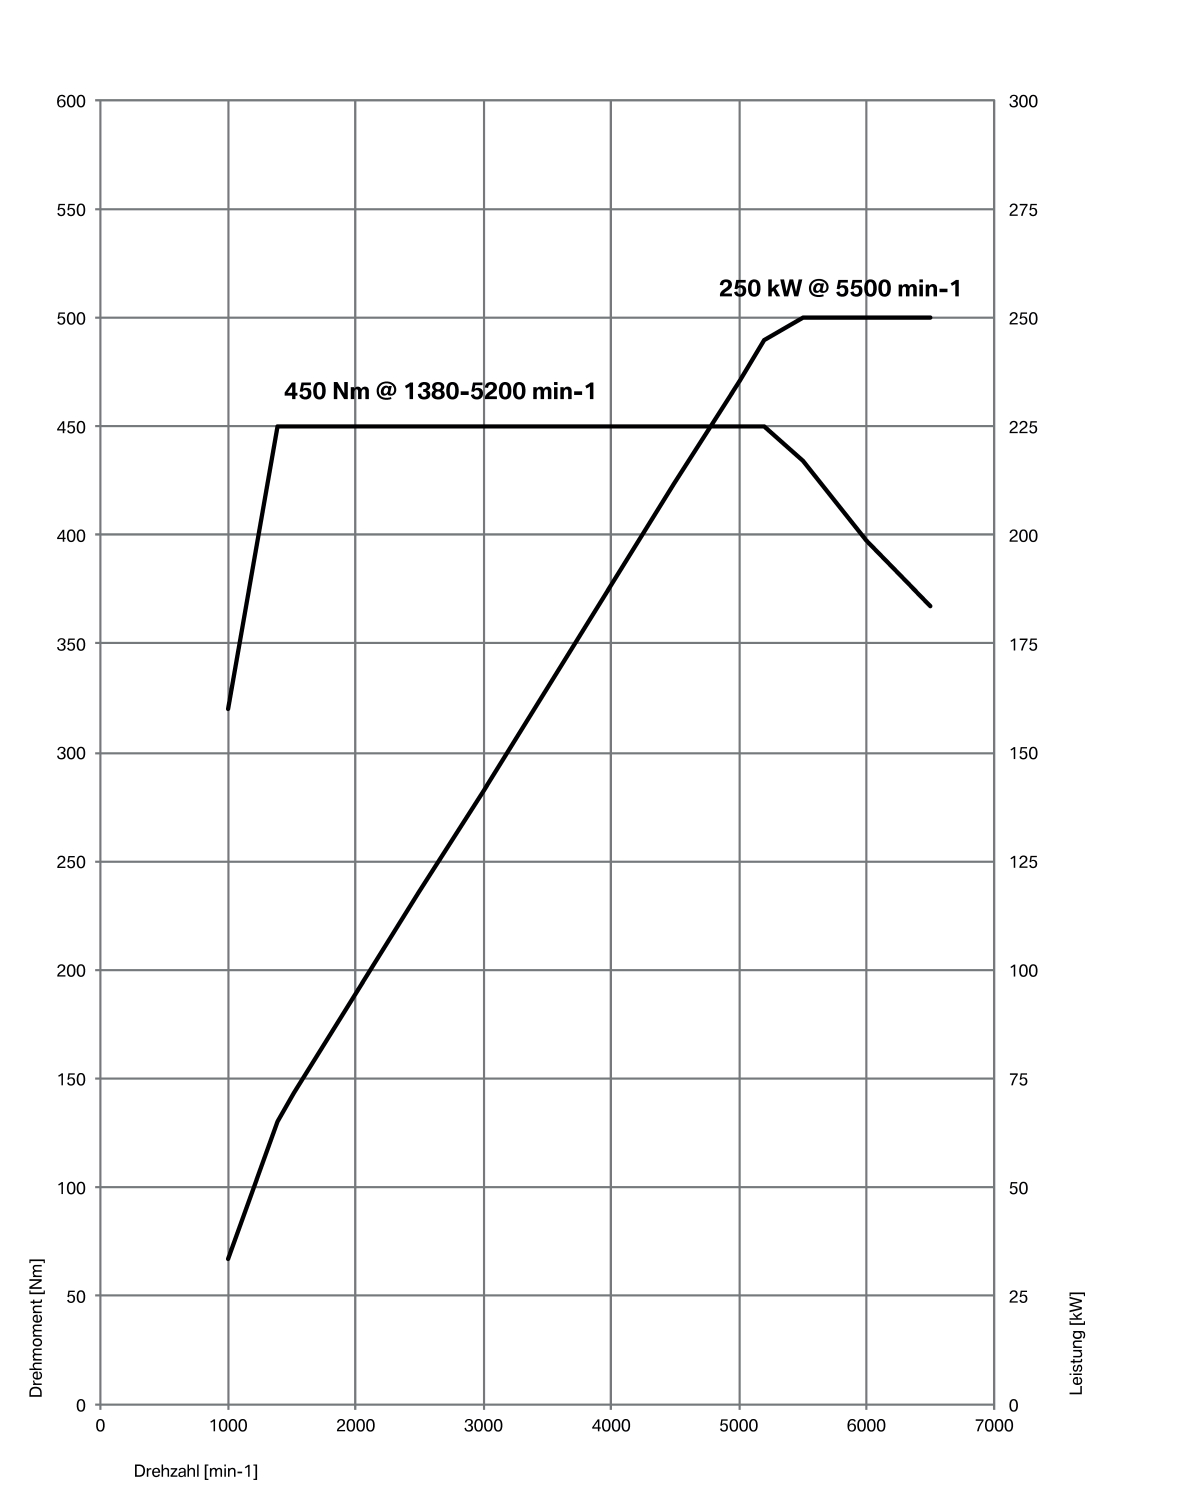 600 300
550 275
250 kW @ 5500 min-1
500 250
450 Nm @ 1380-5200 min-1
450 225
400 200
350 175
300 150
250 125
200 100
150 75
100 50
50 25
Drehmoment [Nm]
Leistung [kW]
0 0
0 1000 2000 3000 4000 5000 6000 7000
Drehzahl [min-1]